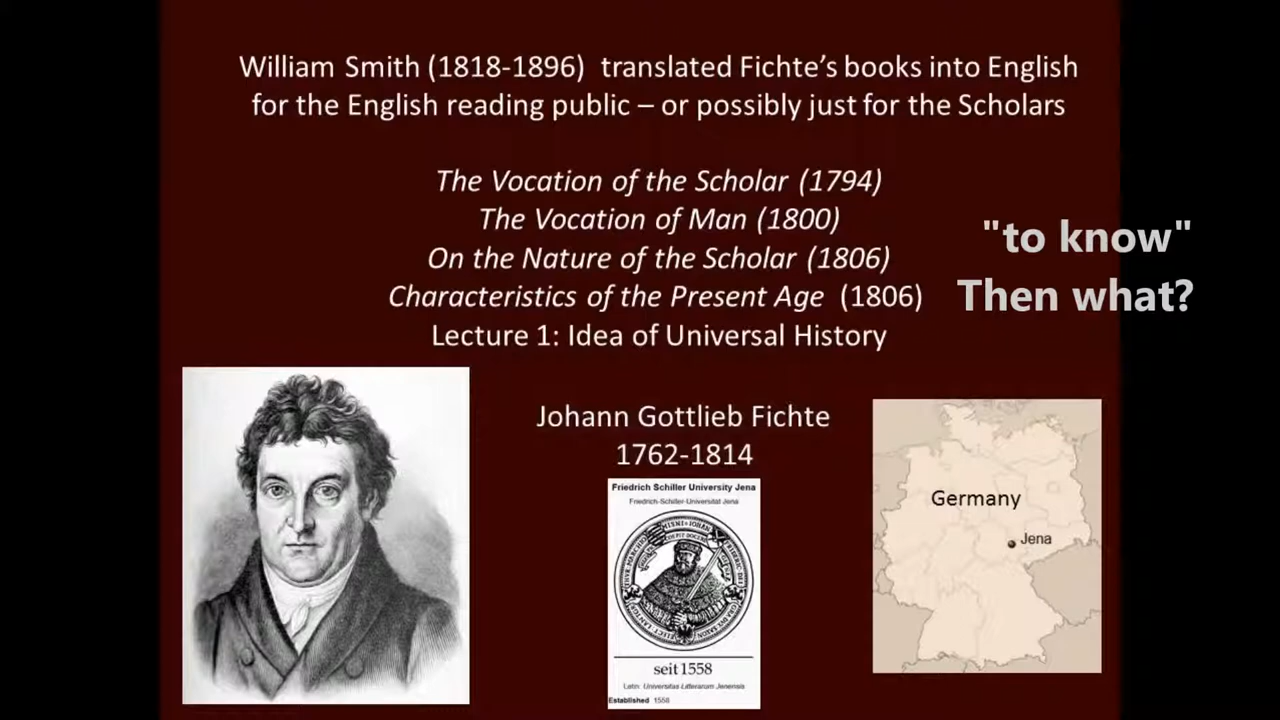 William Smith (1818-1896)  translated Fichte's books into English
for the English reading public – or possibly just for the Scholars
The Vocation of the Scholar (1794)
The Vocation of Man (1800)
On the Nature of the Scholar (1806)
Characteristics of the Present Age (1806)
Lecture 1: Idea of Universal History
"to know"
Then what?
Johann Gottlieb Fichte
1762-1814
Friedrich Schiller University Jena
Friedrich-Schiller-Universität Jena
seit 1558
Latin: Universitas Litterarum Jenensis
Established 1558
Germany
Jena